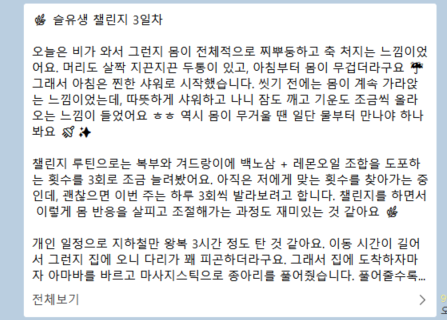 🌿 슬유생 챌린지 3일차
오늘은 비가 와서 그런지 몸이 전체적으로 찌뿌둥하고 축 처지는 느낌이었
어요. 머리도 살짝 지끈지끈 두통이 있고, 아침부터 몸이 무겁더라구요 ☔
그래서 아침은 찐한 샤워로 시작했습니다. 씻기 전에는 몸이 계속 가라앉
는 느낌이었는데, 따뜻하게 샤워하고 나니 잠도 깨고 기운도 조금씩 올라
오는 느낌이 들었어요 ㅎㅎ 역시 몸이 무거울 땐 일단 물부터 만나야 하나
봐요 🚿✨
챌린지 루틴으로는 복부와 겨드랑이에 백노삼 + 레몬오일 조합을 도포하
는 횟수를 3회로 조금 늘려봤어요. 아직은 저에게 맞는 횟수를 찾아가는 중
인데, 괜찮으면 이번 주는 하루 3회씩 발라보려고 합니다. 챌린지를 하면서
이렇게 몸 반응을 살피고 조절해가는 과정도 재미있는 것 같아요 🌿
개인 일정으로 지하철만 왕복 3시간 정도 탄 것 같아요. 이동 시간이 길어
서 그런지 집에 오니 다리가 꽤 피곤하더라구요. 그래서 집에 도착하자마
자 아마바를 바르고 마사지스틱으로 종아리를 풀어줬습니다. 풀어줄수록...
전체보기